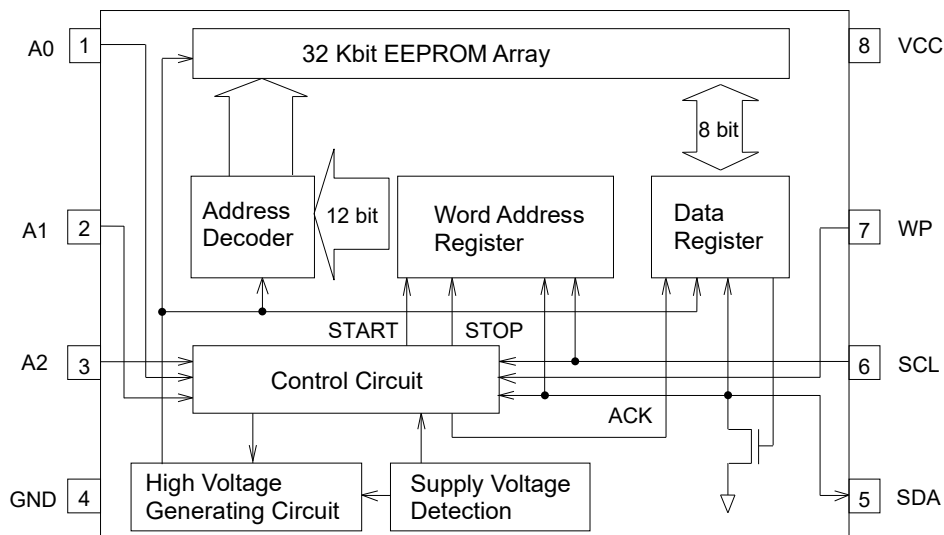 A0 1 32 Kbit EEPROM Array 8 VCC
8 bit
A1 2 Address
Decoder 12 bit Word Address
Register Data
Register 7 WP
START STOP
A2 3 Control Circuit 6 SCL
ACK
GND 4 High Voltage
Generating Circuit Supply Voltage
Detection 5 SDA